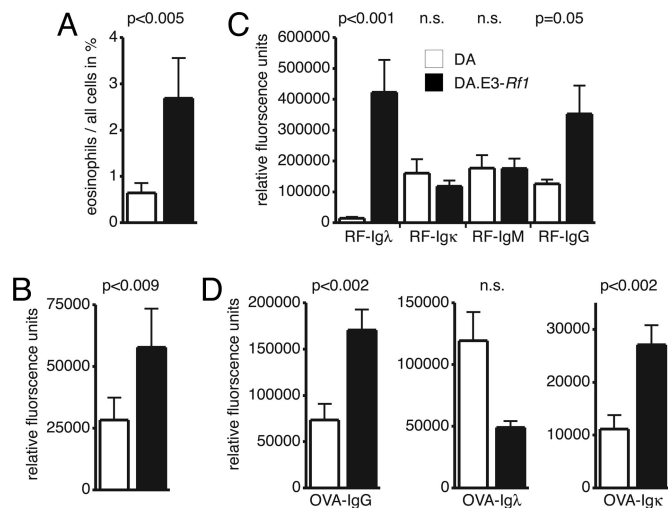 A
p<0.005
eosinophils / all cells in %
4
3
2
1
0
C
p<0.001 n.s. n.s. p=0.05
DA
DA.E3-Rf1
relative fluorescence units
600000
500000
400000
300000
200000
100000
0
RF-Igλ RF-Igκ RF-IgM RF-IgG
B
p<0.009
relative fluorescence units
75000
50000
25000
0
D
p<0.002
relative fluorescence units
200000
150000
100000
50000
0
OVA-IgG
n.s.
150000
100000
50000
0
OVA-Igλ
p<0.002
30000
20000
10000
0
OVA-Igκ